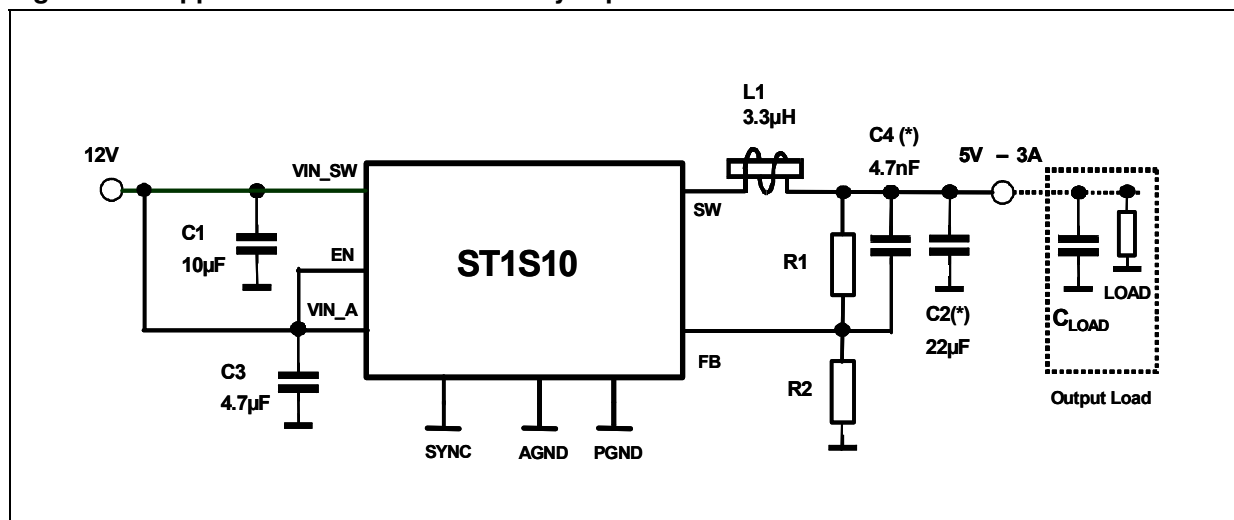 L1
3.3µH
C4 (*)
4.7nF
5V – 3A
12V
VIN_SW
SW
C1
10µF
EN
ST1S10
R1
LOAD
VIN_A
C2(*)
22µF
CLOAD
FB
C3
4.7µF
R2
Output Load
SYNC
AGND
PGND